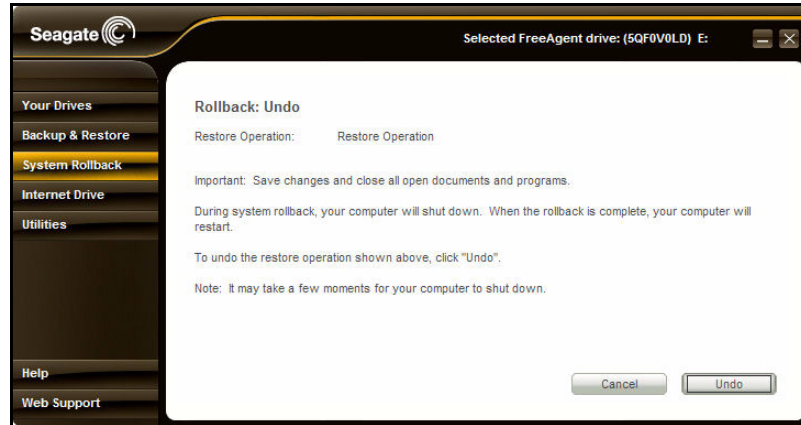 Seagate
Selected FreeAgent drive: (5QF0V0LD) E:
Your Drives
Backup & Restore
System Rollback
Internet Drive
Utilities
Help
Web Support
Rollback: Undo
Restore Operation: Restore Operation
Important: Save changes and close all open documents and programs.
During system rollback, your computer will shut down. When the rollback is complete, your computer will
restart.
To undo the restore operation shown above, click "Undo".
Note: It may take a few moments for your computer to shut down.
Cancel Undo